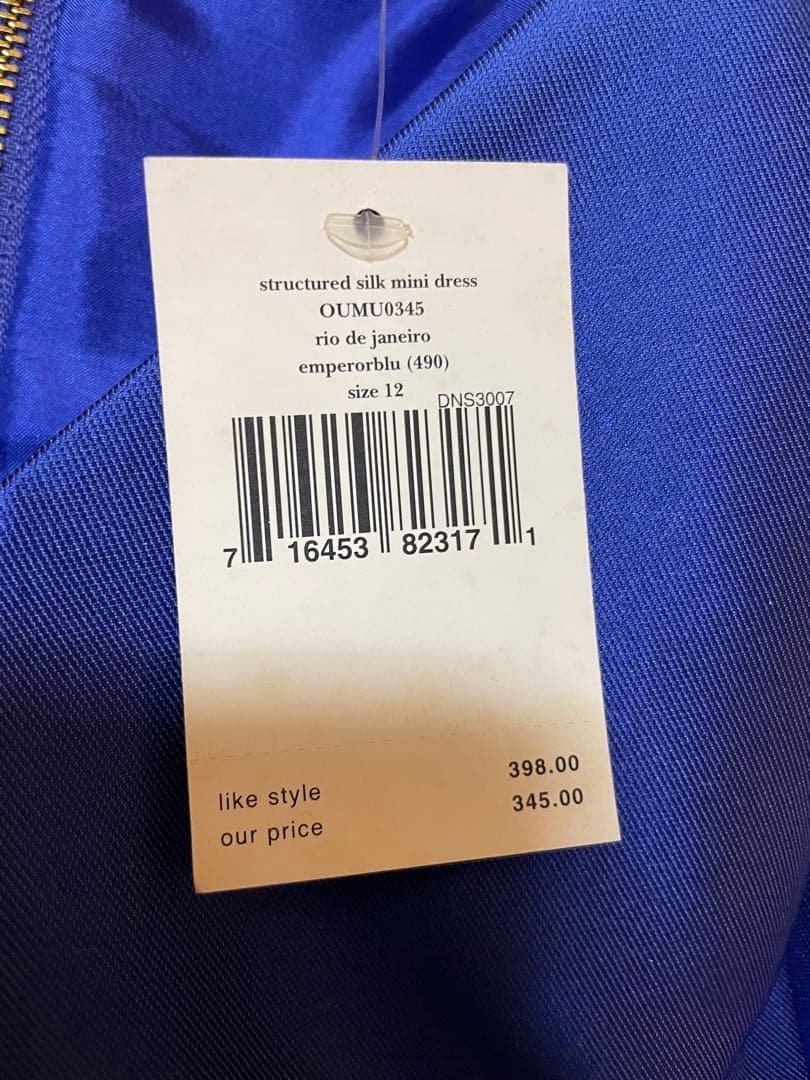 structured silk mini dress
OUMU0345
rio de janeiro
emperorblu (490)
size 12
DNS3007
7 16453 82317 1
like style 398.00
our price 345.00